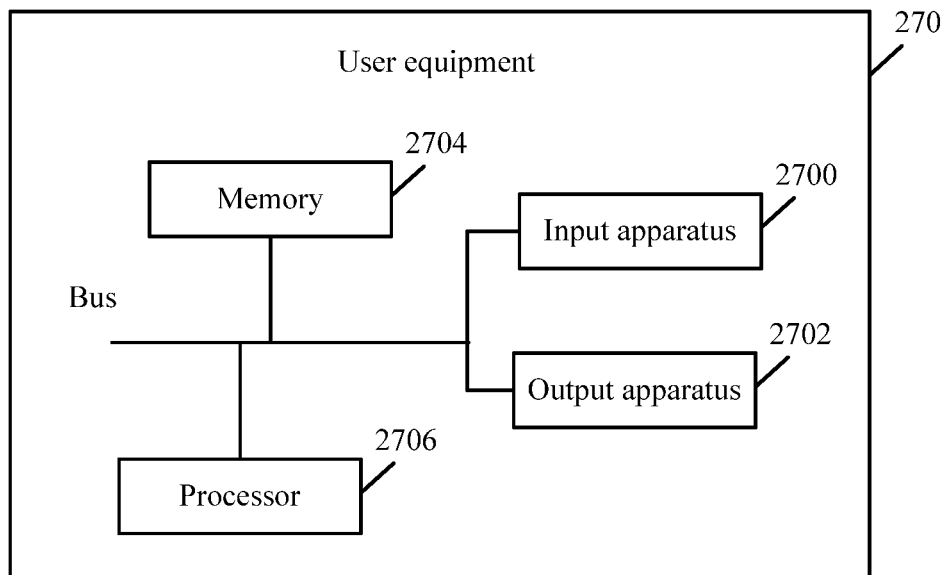 270
User equipment
2704
Memory
2700
Input apparatus
Bus
2702
Output apparatus
2706
Processor